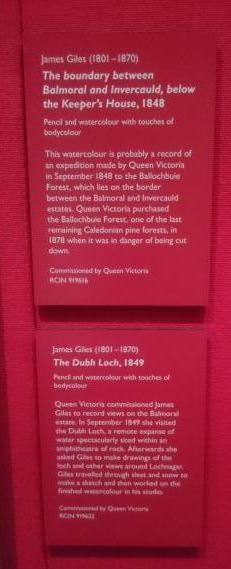 James Giles (1801–1870)
The boundary between
Balmoral and Invercauld, below
the Keeper's House, 1848
Pencil and watercolour with touches of
bodycolour
This watercolour is probably a record of
an expedition made by Queen Victoria
in September 1848 to the Ballochbuie
Forest, which lies on the border
between the Balmoral and Invercauld
estates. Queen Victoria purchased
the Ballochbuie Forest, one of the last
remaining Caledonian pine forests, in
1878 when it was in danger of being cut
down.
Commissioned by Queen Victoria
RCIN 919616
James Giles (1801–1870)
The Dubh Loch, 1849
Pencil and watercolour with touches of
bodycolour
Queen Victoria commissioned James
Giles to record views on the Balmoral
estate. In September 1849 she visited
the Dubh Loch, a remote expanse of
water spectacularly sited within an
amphitheatre of rock. Afterwards she
asked Giles to make drawings of the
loch and other views around Lochnagar.
Giles travelled through sleet and snow to
make a sketch and then worked on the
finished watercolour in his studio.
Commissioned by Queen Victoria
RCIN 919622